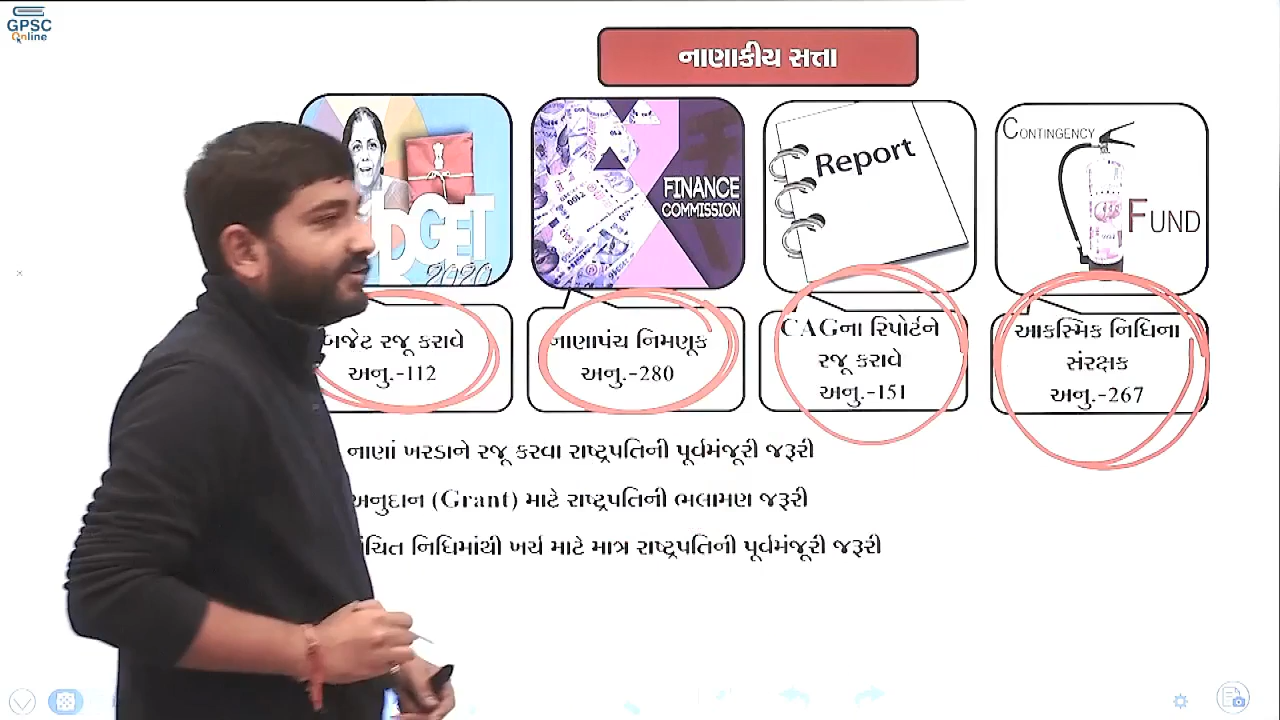 GPSC
Online
નાણાકીય સત્તા
BUDGET
2020
FINANCE
COMMISSION
Report
CONTINGENCY
FUND
બજેટ રજૂ કરાવે
અનુ.-112
નાણાપંચ નિમણૂક
અનુ.-280
CAGના રિપોર્ટને
રજૂ કરાવે
અનુ.-151
આકસ્મિક નિધિના
સંરક્ષક
અનુ.-267
નાણાં ખરડાને રજૂ કરવા રાષ્ટ્રપતિની પૂર્વમંજૂરી જરૂરી
અનુદાન (Grant) માટે રાષ્ટ્રપતિની ભલામણ જરૂરી
નિધિમાંથી ખર્ચ માટે માત્ર રાષ્ટ્રપતિની પૂર્વમંજૂરી જરૂરી